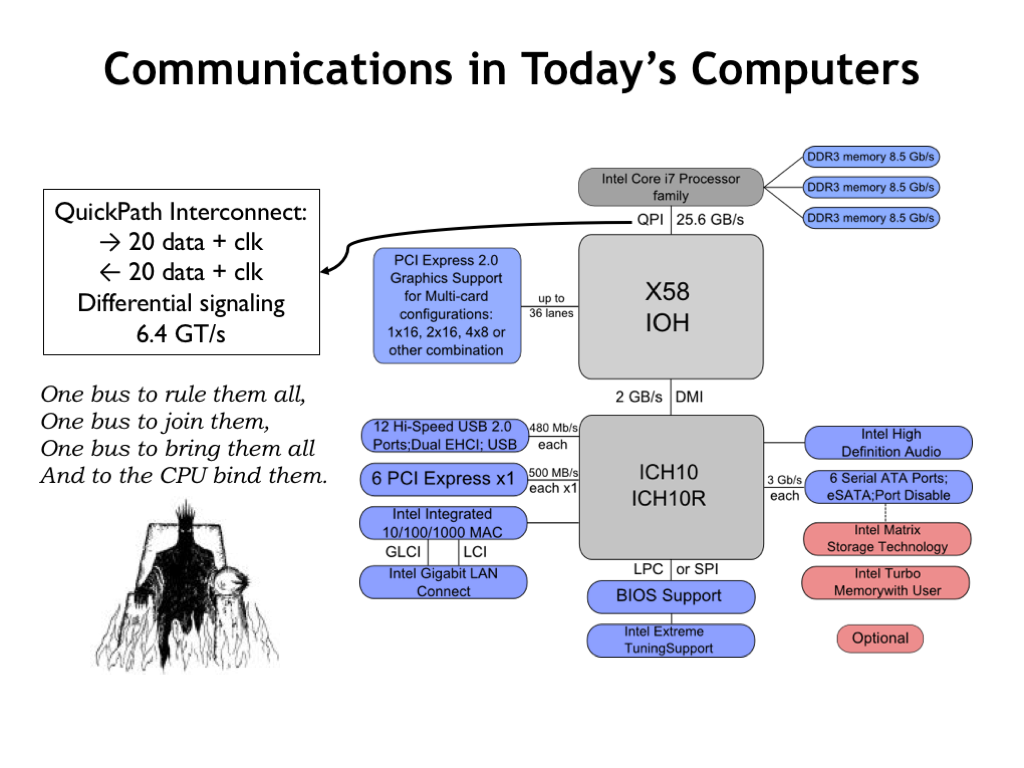 Communications in Today's Computers
QuickPath Interconnect:
→ 20 data + clk
← 20 data + clk
Differential signaling
6.4 GT/s
One bus to rule them all,
One bus to join them,
One bus to bring them all
And to the CPU bind them.
Intel Core i7 Processor
family
DDR3 memory 8.5 Gb/s
DDR3 memory 8.5 Gb/s
DDR3 memory 8.5 Gb/s
QPI
25.6 GB/s
PCI Express 2.0
Graphics Support
for Multi-card
configurations:
1x16, 2x16, 4x8 or
other combination
up to
36 lanes
X58
IOH
2 GB/s
DMI
12 Hi-Speed USB 2.0
Ports;Dual EHCI; USB
480 Mb/s
each
6 PCI Express x1
500 MB/s
each x1
Intel Integrated
10/100/1000 MAC
GLCI
LCI
Intel Gigabit LAN
Connect
ICH10
ICH10R
Intel High
Definition Audio
3 Gb/s
each
6 Serial ATA Ports;
eSATA;Port Disable
Intel Matrix
Storage Technology
Intel Turbo
Memorywith User
LPC
or SPI
BIOS Support
Intel Extreme
TuningSupport
Optional